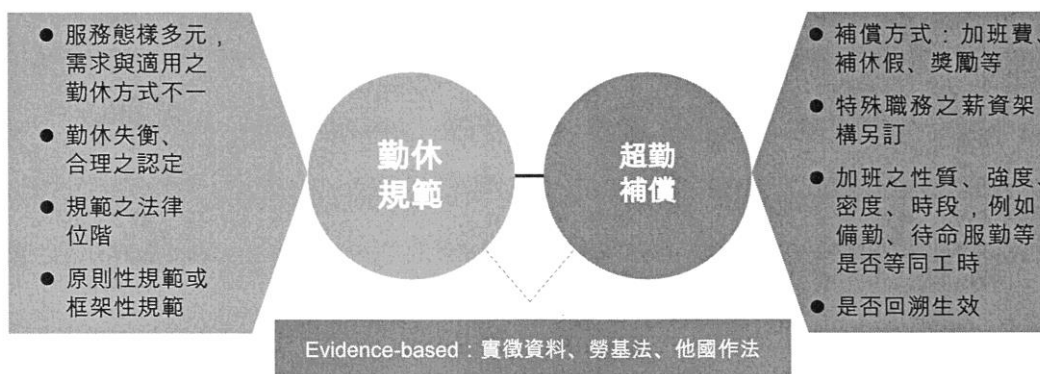 ● 服務態樣多元，
需求與適用之
勤休方式不一
● 勤休失衡、
合理之認定
● 規範之法律
位階
● 原則性規範或
框架性規範
勤休
規範
超勤
補償
● 補償方式：加班費、
補休假、獎勵等
● 特殊職務之薪資架
構另訂
● 加班之性質、強度、
密度、時段，例如
備勤、待命服勤等
是否等同工時
● 是否回溯生效
Evidence-based：實徵資料、勞基法、他國作法